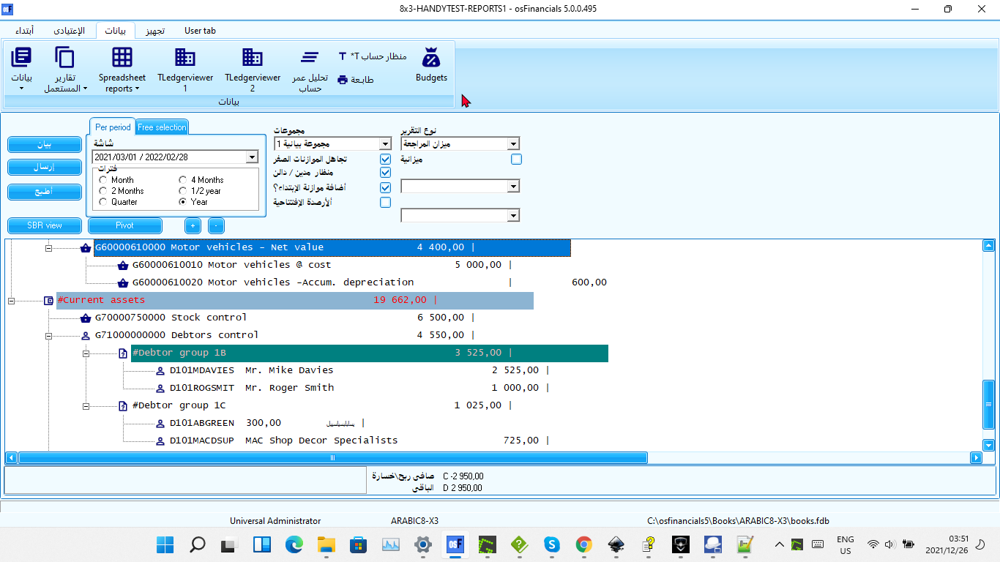 8x3-HANDYTEST-REPORTS1 - osFinancials 5.0.0.495
أبتداء الإعتيادى بيانات تجهيز User tab
بيانات
تقارير المستعمل
Spreadsheet reports
TLedgerviewer 1
TLedgerviewer 2
تحليل عمر حساب
T منظار حساب T*
طابعة
Budgets
بيانات
بيان
إرسال
أطبع
SBR view
Pivot
+
-
Per period Free selection
شاشة
2021/03/01 / 2022/02/28
فترات
Month 4 Months
2 Months 1/2 year
Quarter Year
مجموعات
مجموعة بيانية 1
تجاهل الموازنات الصفر
منظار مدين / دائن
أضافة موازنة الإبتداء؟
ألأرصدة الإفتتاحية
نوع التقرير
ميزان المراجعة
ميزانية
G60000610000 Motor vehicles - Net value 4 400,00 |
G60000610010 Motor vehicles @ cost 5 000,00 |
G60000610020 Motor vehicles -Accum. depreciation | 600,00
#Current assets 19 662,00 |
G70000750000 Stock control 6 500,00 |
G71000000000 Debtors control 4 550,00 |
#Debtor group 1B 3 525,00 |
D101MDAVIES Mr. Mike Davies 2 525,00 |
D101ROGSMIT Mr. Roger Smith 1 000,00 |
#Debtor group 1C 1 025,00 |
D101ABGREEN 300,00 |
D101MACDSUP MAC Shop Decor Specialists 725,00 |
صافى ربح\خسارة C -2 950,00
الباقى D 2 950,00
Universal Administrator ARABIC8-X3 C:\osfinancials5\Books\ARABIC8-X3\books.fdb
ENG US
03:51
2021/12/26